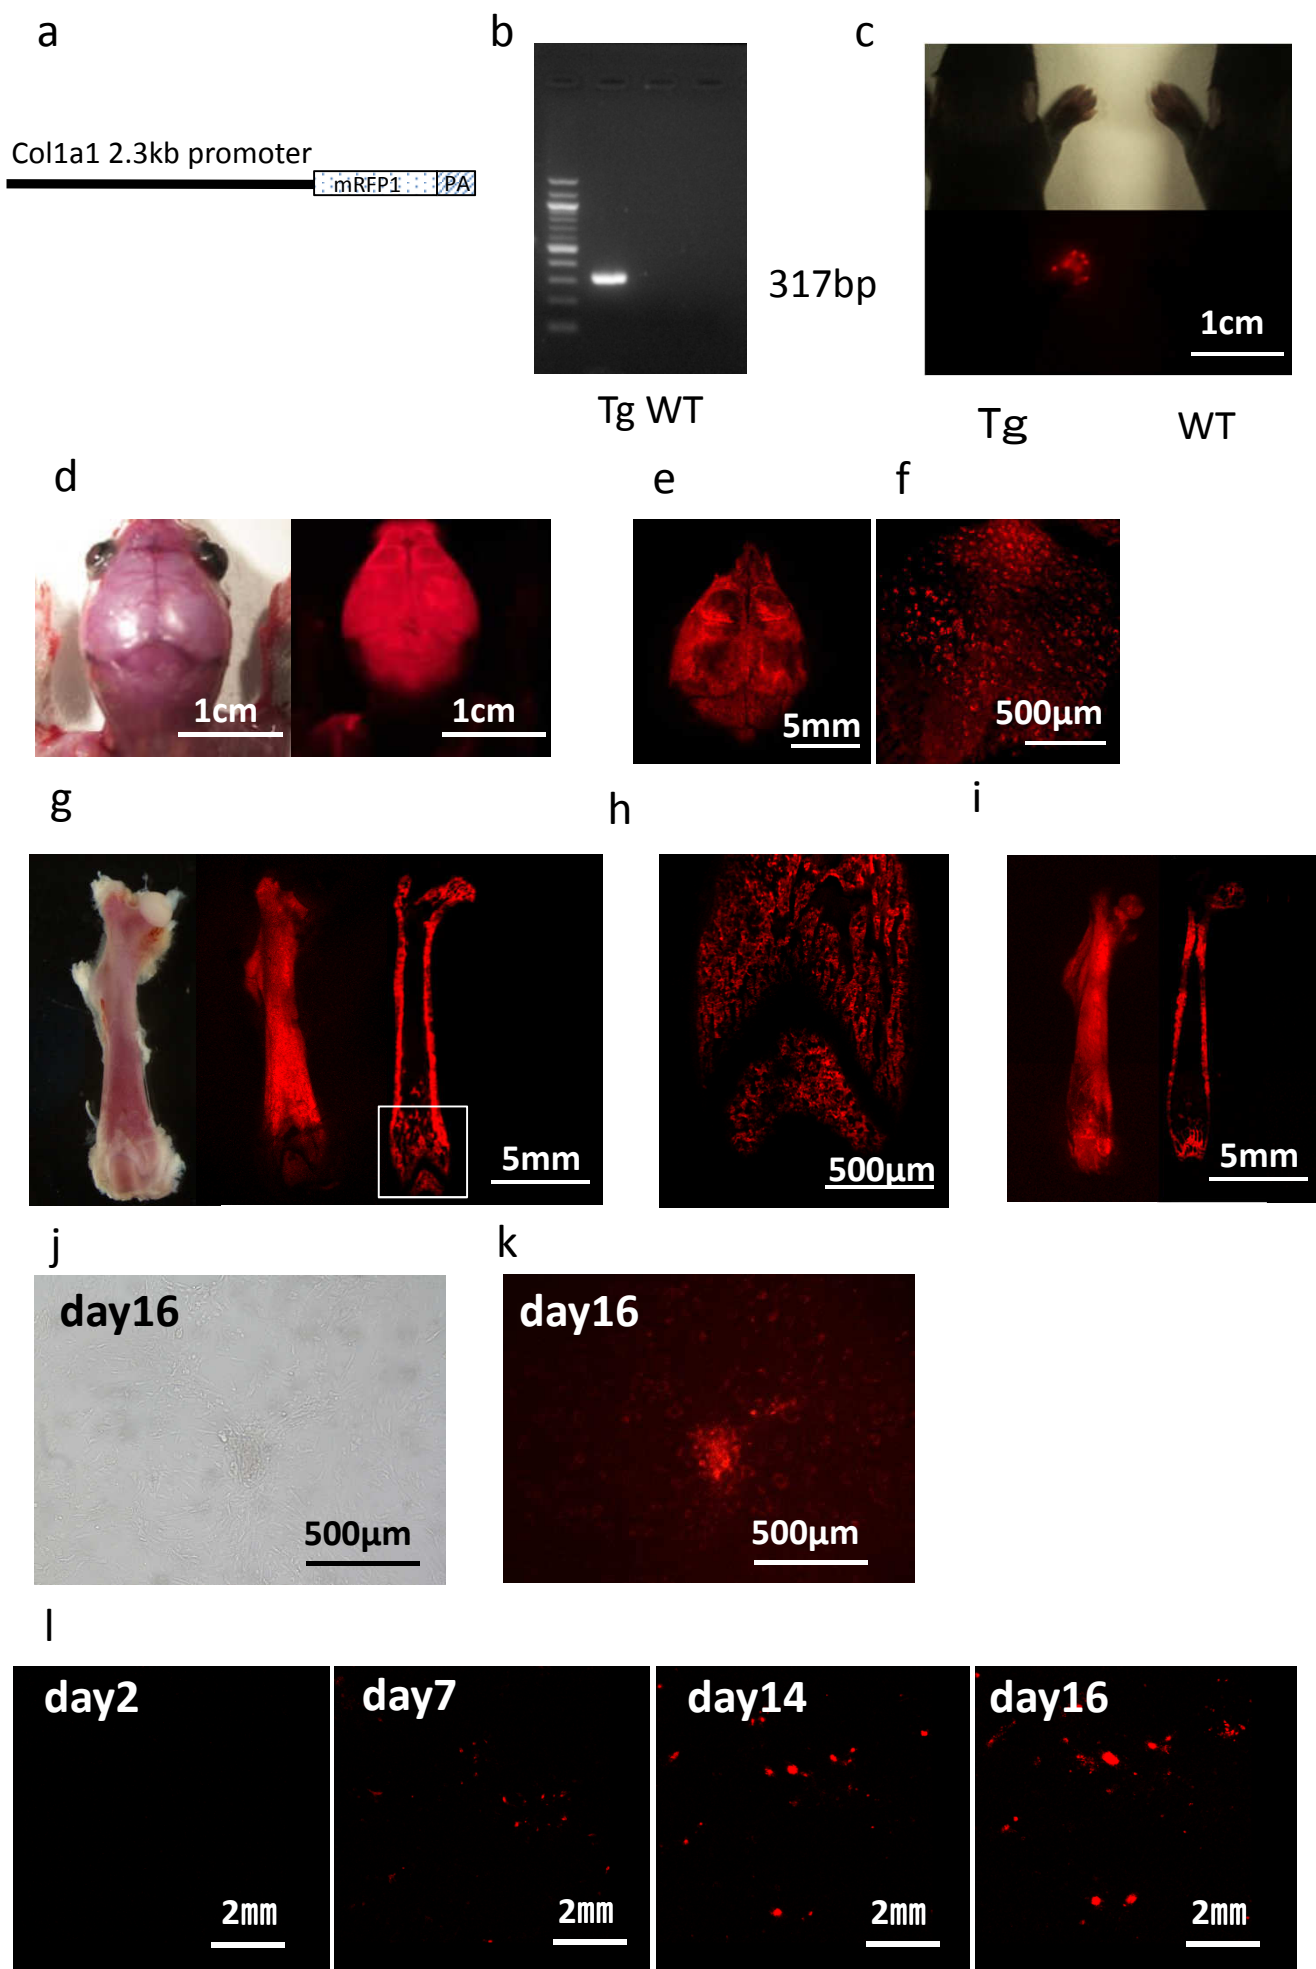 a
b
c
Col1a1 2.3kb promoter
mRFP1
PA
317bp
1cm
Tg WT
Tg
WT
d
e
f
1cm
1cm
5mm
500μm
g
h
i
5mm
500μm
5mm
j
k
day16
day16
500μm
500μm
l
day2
day7
day14
day16
2mm
2mm
2mm
2mm